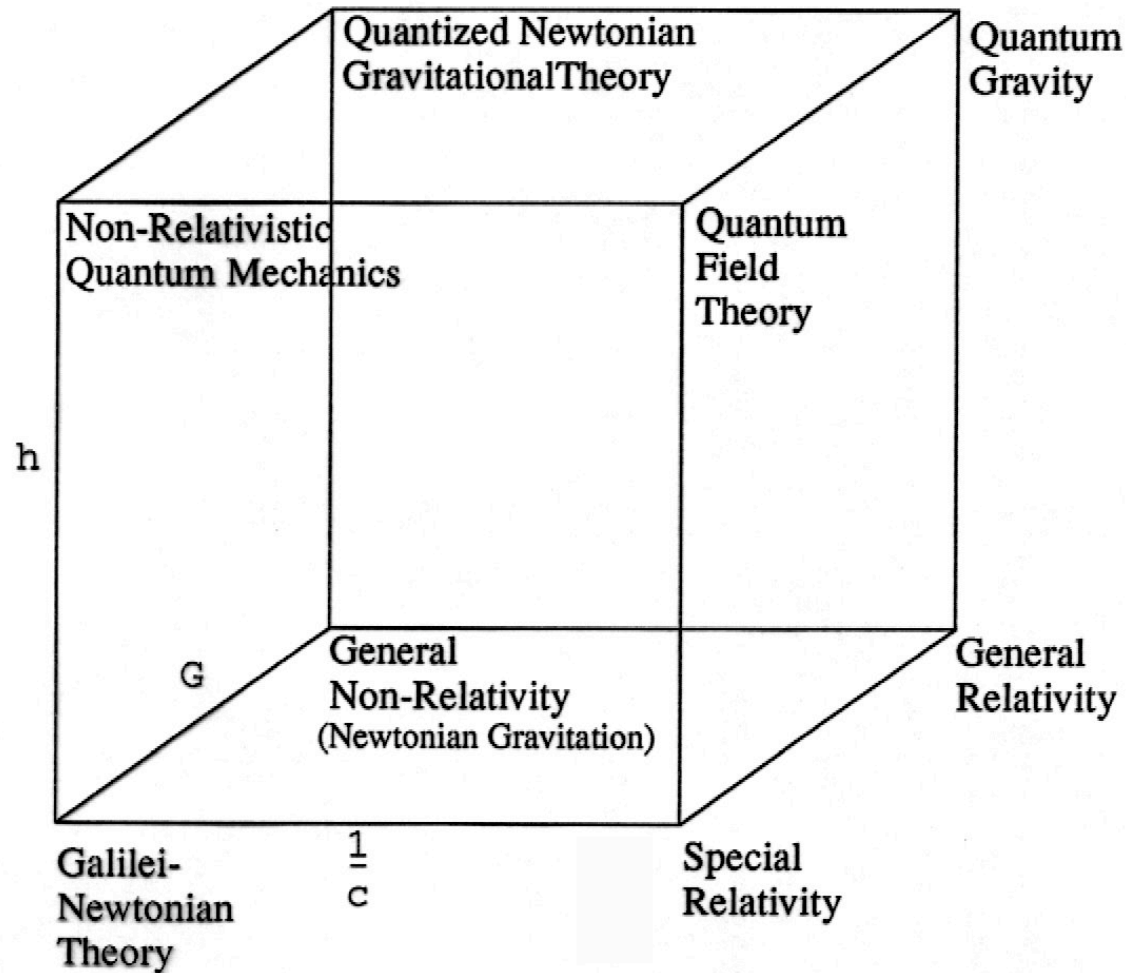 Quantized Newtonian
GravitationalTheory
Quantum
Gravity
Non-Relativistic
Quantum Mechanics
Quantum
Field
Theory
h
G
General
Non-Relativity
(Newtonian Gravitation)
General
Relativity
1
c
Galilei-
Newtonian
Theory
Special
Relativity